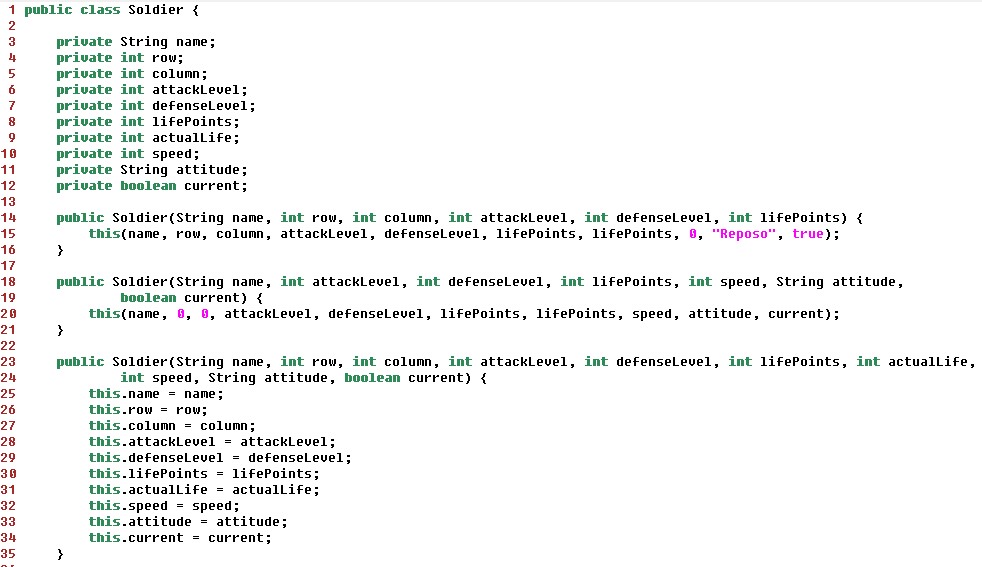 1 public class Soldier {
2
3     private String name;
4     private int row;
5     private int column;
6     private int attackLevel;
7     private int defenseLevel;
8     private int lifePoints;
9     private int actualLife;
10     private int speed;
11     private String attitude;
12     private boolean current;
13
14     public Soldier(String name, int row, int column, int attackLevel, int defenseLevel, int lifePoints) {
15         this(name, row, column, attackLevel, defenseLevel, lifePoints, lifePoints, 0, "Reposo", true);
16     }
17
18     public Soldier(String name, int attackLevel, int defenseLevel, int lifePoints, int speed, String attitude,
19             boolean current) {
20         this(name, 0, 0, attackLevel, defenseLevel, lifePoints, lifePoints, speed, attitude, current);
21     }
22
23     public Soldier(String name, int row, int column, int attackLevel, int defenseLevel, int lifePoints, int actualLife,
24             int speed, String attitude, boolean current) {
25         this.name = name;
26         this.row = row;
27         this.column = column;
28         this.attackLevel = attackLevel;
29         this.defenseLevel = defenseLevel;
30         this.lifePoints = lifePoints;
31         this.actualLife = actualLife;
32         this.speed = speed;
33         this.attitude = attitude;
34         this.current = current;
35     }